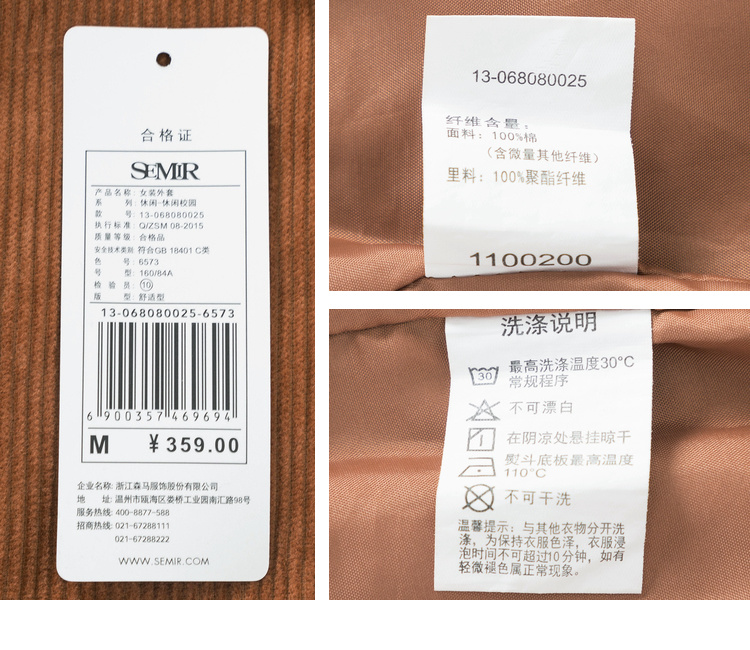 合格证
SEMIR
产品名称: 女装外套
系 列: 休闲-休闲校园
款 号: 13-068080025
执行标准: Q/ZSM 08-2015
质量等级: 合格品
安全技术类别: 符合GB 18401 C类
色 号: 6573
号 型: 160/84A
检 验 员: ⑩
版 型: 舒适型
13-068080025-6573
6 900357 469694
M ¥359.00
企业名称: 浙江森马服饰股份有限公司
地 址: 温州市瓯海区娄桥工业园南汇路98号
服务热线: 400-8877-588
招商热线: 021-67288111
021-67288222
WWW.SEMIR.COM
13-068080025
纤维含量:
面料: 100%棉
(含微量其他纤维)
里料: 100%聚酯纤维
1100200
洗涤说明
30 最高洗涤温度30°C
常规程序
不可漂白
在阴凉处悬挂晾干
熨斗底板最高温度
110°C
不可干洗
温馨提示: 与其他衣物分开洗
涤, 为保持衣服色泽, 衣服浸
泡时间不可超过10分钟, 如有
轻微褪色属正常现象。